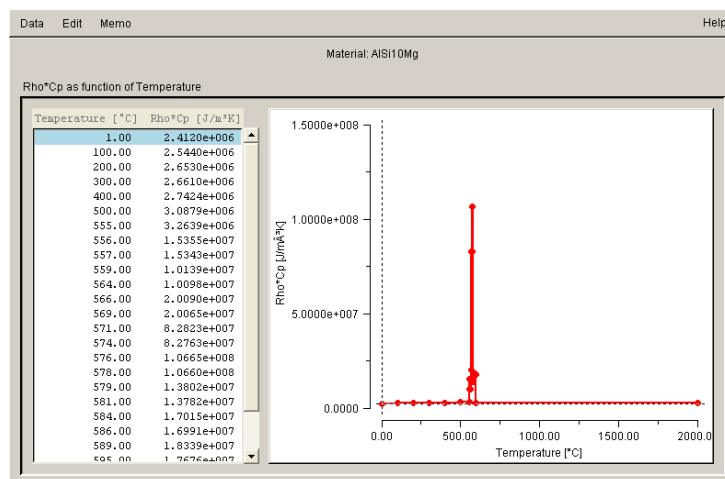 Data Edit Memo Help
Material: AlSi10Mg
Rho*Cp as function of Temperature
Temperature [°C] Rho*Cp [J/m³K]
1.00 2.4120e+006
100.00 2.5440e+006
200.00 2.6530e+006
300.00 2.6610e+006
400.00 2.7424e+006
500.00 3.0879e+006
555.00 3.2639e+006
556.00 1.5355e+007
557.00 1.5343e+007
559.00 1.0139e+007
564.00 1.0098e+007
566.00 2.0090e+007
569.00 2.0065e+007
571.00 8.2823e+007
574.00 8.2763e+007
576.00 1.0665e+008
578.00 1.0660e+008
579.00 1.3802e+007
581.00 1.3782e+007
584.00 1.7015e+007
586.00 1.6991e+007
589.00 1.8339e+007
595.00 1.7676e+007
1.5000e+008
1.0000e+008
5.0000e+007
0.0000
Rho*Cp [J/mÂ³K]
0.00 500.00 1000.00 1500.00 2000.0
Temperature [°C]